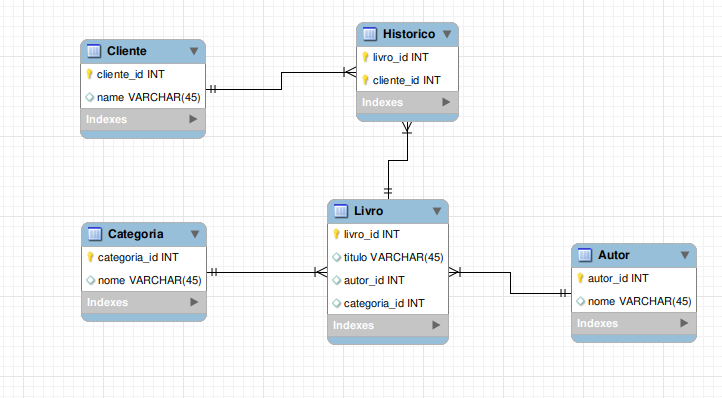 Cliente
cliente_id INT
name VARCHAR(45)
Indexes
Historico
livro_id INT
cliente_id INT
Indexes
Categoria
categoria_id INT
nome VARCHAR(45)
Indexes
Livro
livro_id INT
titulo VARCHAR(45)
autor_id INT
categoria_id INT
Indexes
Autor
autor_id INT
nome VARCHAR(45)
Indexes